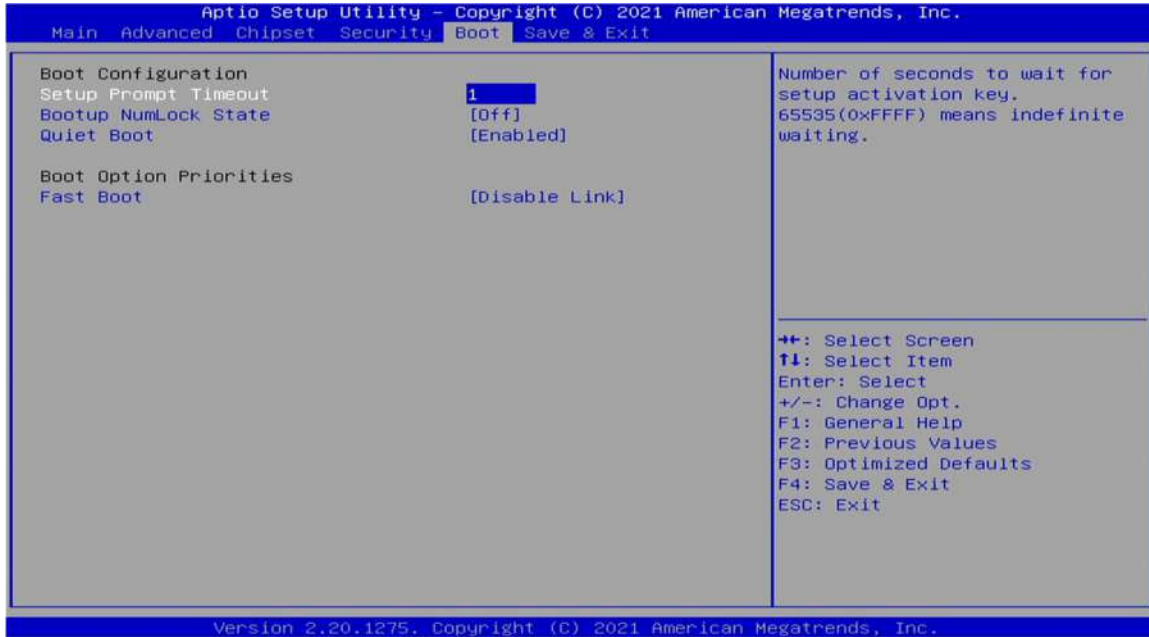 Aptio Setup Utility – Copyright (C) 2021 American Megatrends, Inc.
Main Advanced Chipset Security Boot Save & Exit
Boot Configuration
Setup Prompt Timeout 1
Bootup NumLock State [Off]
Quiet Boot [Enabled]
Boot Option Priorities
Fast Boot [Disable Link]
Number of seconds to wait for
setup activation key.
65535(0xFFFF) means indefinite
waiting.
→←: Select Screen
↑↓: Select Item
Enter: Select
+/-: Change Opt.
F1: General Help
F2: Previous Values
F3: Optimized Defaults
F4: Save & Exit
ESC: Exit
Version 2.20.1275. Copyright (C) 2021 American Megatrends, Inc.